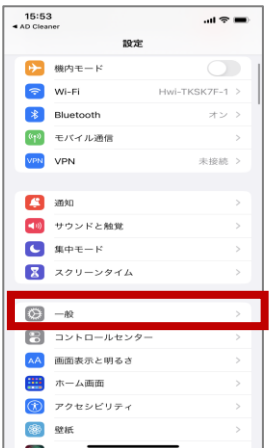 15:53
◀ AD Cleaner
設定
機内モード
Wi-Fi Hwi-TKSK7F-1 >
Bluetooth オン >
モバイル通信 >
VPN VPN 未接続 >
通知 >
サウンドと触覚 >
集中モード >
スクリーンタイム >
一般 >
コントロールセンター >
AA 画面表示と明るさ >
ホーム画面 >
アクセシビリティ >
壁紙 >